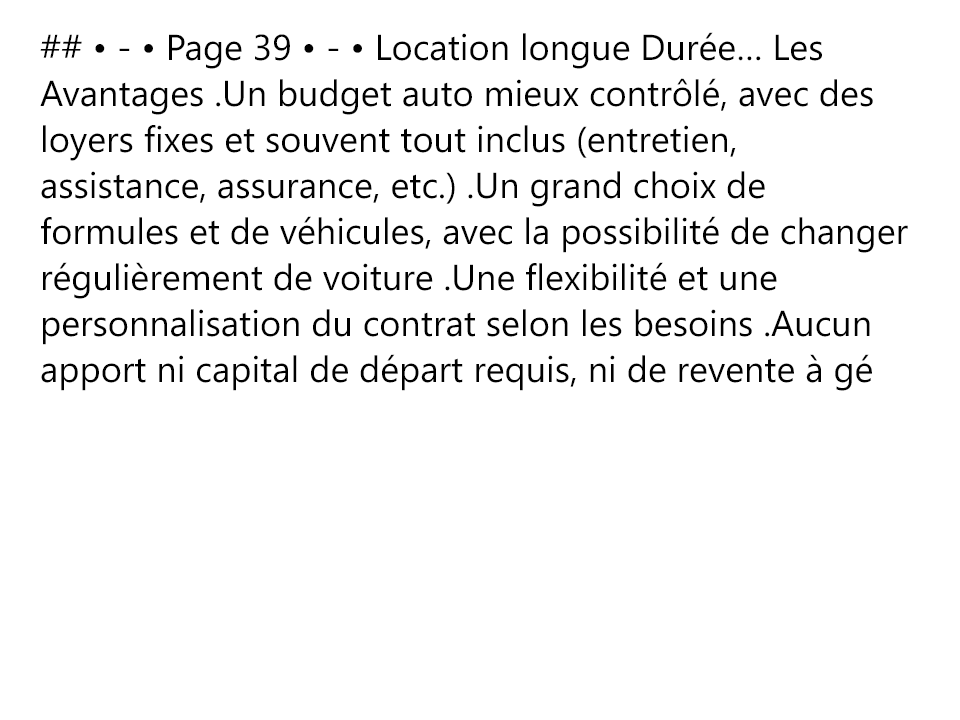 ## • - • Page 39 • - • Location longue Durée... Les
Avantages .Un budget auto mieux contrôlé, avec des
loyers fixes et souvent tout inclus (entretien,
assistance, assurance, etc.) .Un grand choix de
formules et de véhicules, avec la possibilité de changer
régulièrement de voiture .Une flexibilité et une
personnalisation du contrat selon les besoins .Aucun
apport ni capital de départ requis, ni de revente à gé